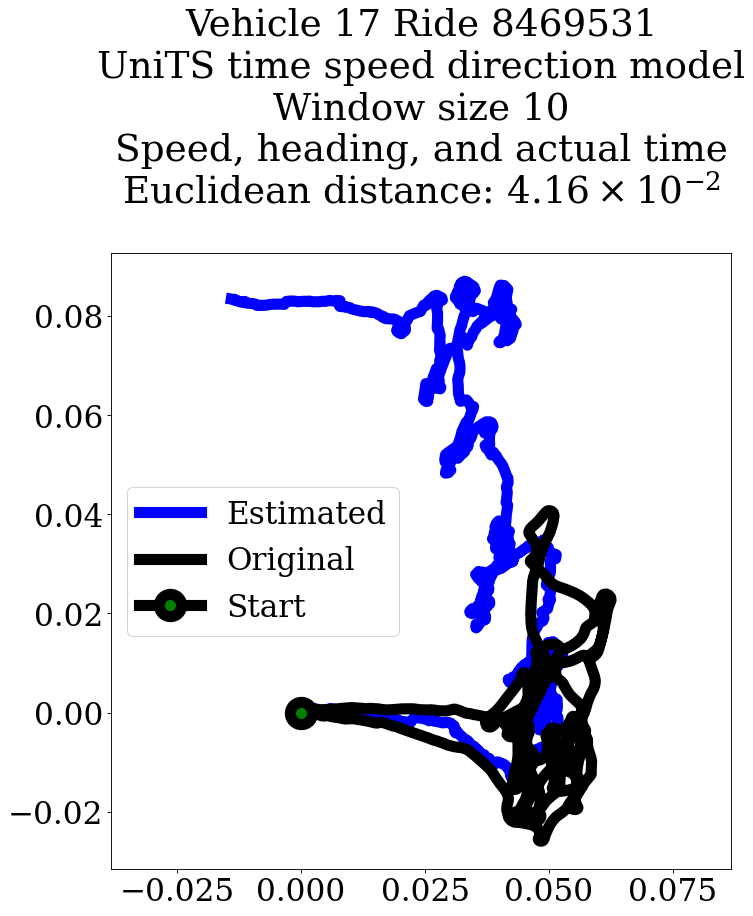 Vehicle 17 Ride 8469531
UniTS time speed direction model
Window size 10
Speed, heading, and actual time
Euclidean distance: 4.16 × 10⁻²
0.08
0.06
0.04
0.02
0.00
−0.02
Estimated
Original
Start
−0.025 0.000 0.025 0.050 0.075